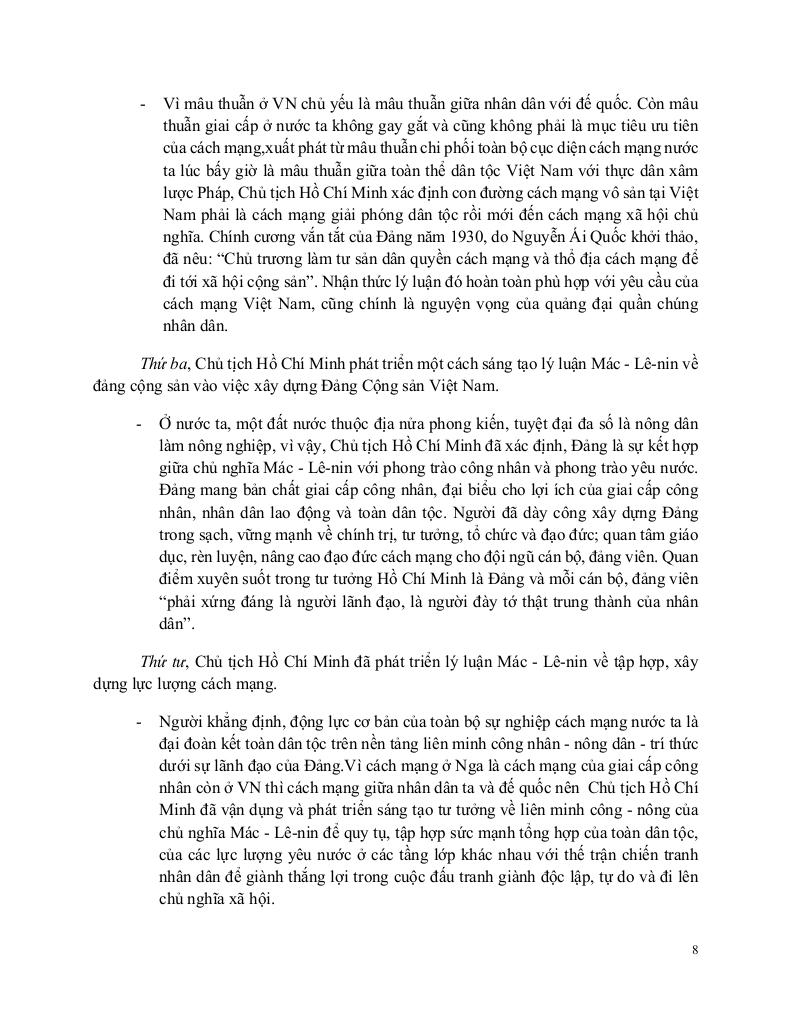 - Vì mâu thuẫn ở VN chủ yếu là mâu thuẫn giữa nhân dân với đế quốc. Còn mâu
thuẫn giai cấp ở nước ta không gay gắt và cũng không phải là mục tiêu ưu tiên
của cách mạng,xuất phát từ mâu thuẫn chi phối toàn bộ cục diện cách mạng nước
ta lúc bấy giờ là mâu thuẫn giữa toàn thể dân tộc Việt Nam với thực dân xâm
lược Pháp, Chủ tịch Hồ Chí Minh xác định con đường cách mạng vô sản tại Việt
Nam phải là cách mạng giải phóng dân tộc rồi mới đến cách mạng xã hội chủ
nghĩa. Chính cương vắn tắt của Đảng năm 1930, do Nguyễn Ái Quốc khởi thảo,
đã nêu: “Chủ trương làm tư sản dân quyền cách mạng và thổ địa cách mạng để
đi tới xã hội cộng sản”. Nhận thức lý luận đó hoàn toàn phù hợp với yêu cầu của
cách mạng Việt Nam, cũng chính là nguyện vọng của quảng đại quần chúng
nhân dân.
Thứ ba, Chủ tịch Hồ Chí Minh phát triển một cách sáng tạo lý luận Mác - Lê-nin về
đảng cộng sản vào việc xây dựng Đảng Cộng sản Việt Nam.
- Ở nước ta, một đất nước thuộc địa nửa phong kiến, tuyệt đại đa số là nông dân
làm nông nghiệp, vì vậy, Chủ tịch Hồ Chí Minh đã xác định, Đảng là sự kết hợp
giữa chủ nghĩa Mác - Lê-nin với phong trào công nhân và phong trào yêu nước.
Đảng mang bản chất giai cấp công nhân, đại biểu cho lợi ích của giai cấp công
nhân, nhân dân lao động và toàn dân tộc. Người đã dày công xây dựng Đảng
trong sạch, vững mạnh về chính trị, tư tưởng, tổ chức và đạo đức; quan tâm giáo
dục, rèn luyện, nâng cao đạo đức cách mạng cho đội ngũ cán bộ, đảng viên. Quan
điểm xuyên suốt trong tư tưởng Hồ Chí Minh là Đảng và mỗi cán bộ, đảng viên
“phải xứng đáng là người lãnh đạo, là người đày tớ thật trung thành của nhân
dân”.
Thứ tư, Chủ tịch Hồ Chí Minh đã phát triển lý luận Mác - Lê-nin về tập hợp, xây
dựng lực lượng cách mạng.
- Người khẳng định, động lực cơ bản của toàn bộ sự nghiệp cách mạng nước ta là
đại đoàn kết toàn dân tộc trên nền tảng liên minh công nhân - nông dân - trí thức
dưới sự lãnh đạo của Đảng.Vì cách mạng ở Nga là cách mạng của giai cấp công
nhân còn ở VN thì cách mạng giữa nhân dân ta và đế quốc nên  Chủ tịch Hồ Chí
Minh đã vận dụng và phát triển sáng tạo tư tưởng về liên minh công - nông của
chủ nghĩa Mác - Lê-nin để quy tụ, tập hợp sức mạnh tổng hợp của toàn dân tộc,
của các lực lượng yêu nước ở các tầng lớp khác nhau với thế trận chiến tranh
nhân dân để giành thắng lợi trong cuộc đấu tranh giành độc lập, tự do và đi lên
chủ nghĩa xã hội.
8